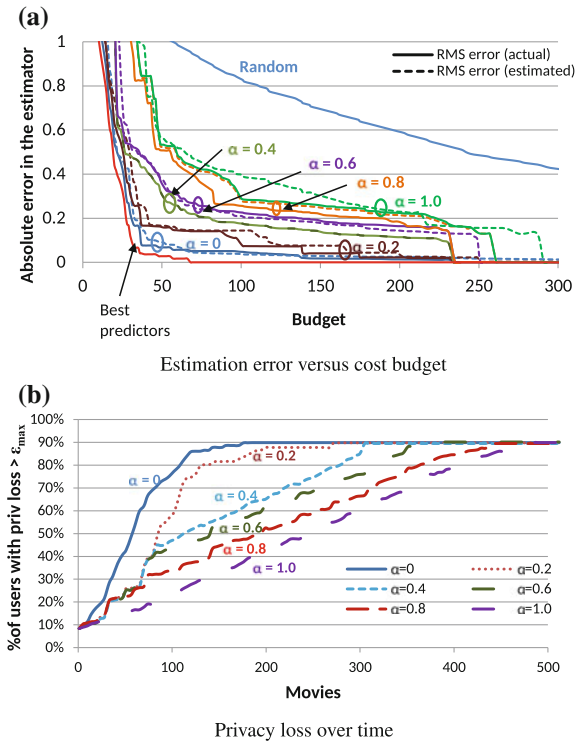 (a)
Absolute error in the estimator
1
0.8
0.6
0.4
0.2
0
Random
RMS error (actual)
RMS error (estimated)
α = 0.4
α = 0.6
α = 0.8
α = 1.0
α = 0
α = 0.2
0 50 100 150 200 250 300
Best
predictors
Budget
Estimation error versus cost budget
(b)
%of users with priv loss > εmax
100%
90%
80%
70%
60%
50%
40%
30%
20%
10%
0%
α = 0
α = 0.2
α = 0.4
α = 0.6
α = 0.8
α = 1.0
α=0 α=0.2
α=0.4 α=0.6
α=0.8 α=1.0
0 100 200 300 400 500
Movies
Privacy loss over time